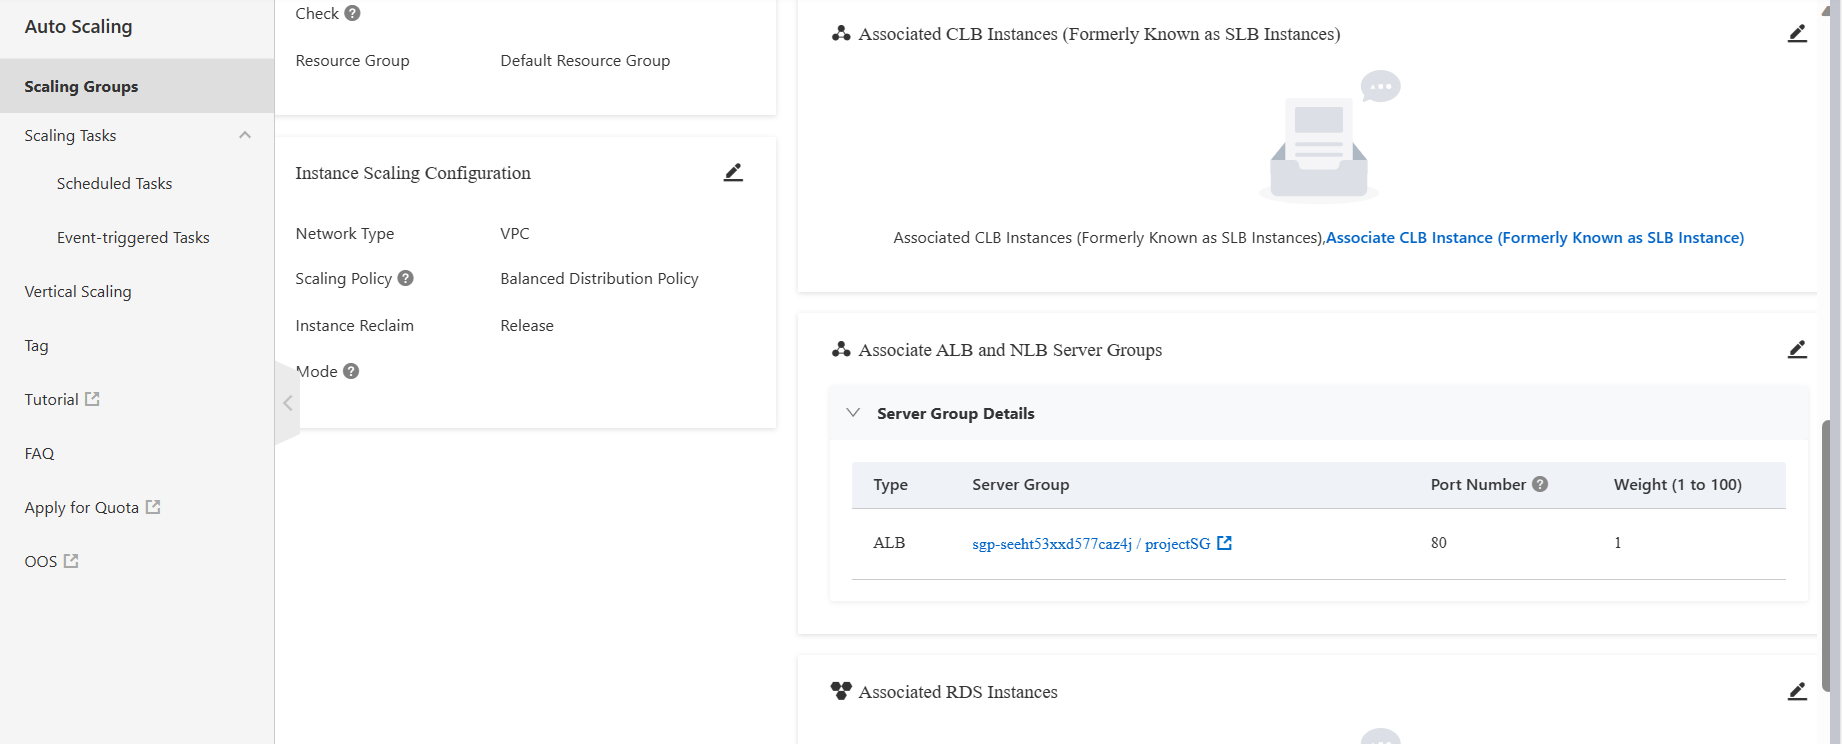 Auto Scaling
Scaling Groups
Scaling Tasks
Scheduled Tasks
Event-triggered Tasks
Vertical Scaling
Tag
Tutorial
FAQ
Apply for Quota
OOS
Check
Resource Group Default Resource Group
Instance Scaling Configuration
Network Type VPC
Scaling Policy Balanced Distribution Policy
Instance Reclaim Release
Mode
Associated CLB Instances (Formerly Known as SLB Instances)
Associated CLB Instances (Formerly Known as SLB Instances),Associate CLB Instance (Formerly Known as SLB Instance)
Associate ALB and NLB Server Groups
Server Group Details
Type Server Group Port Number Weight (1 to 100)
ALB sgp-seeht53xxd577caz4j / projectSG 80 1
Associated RDS Instances